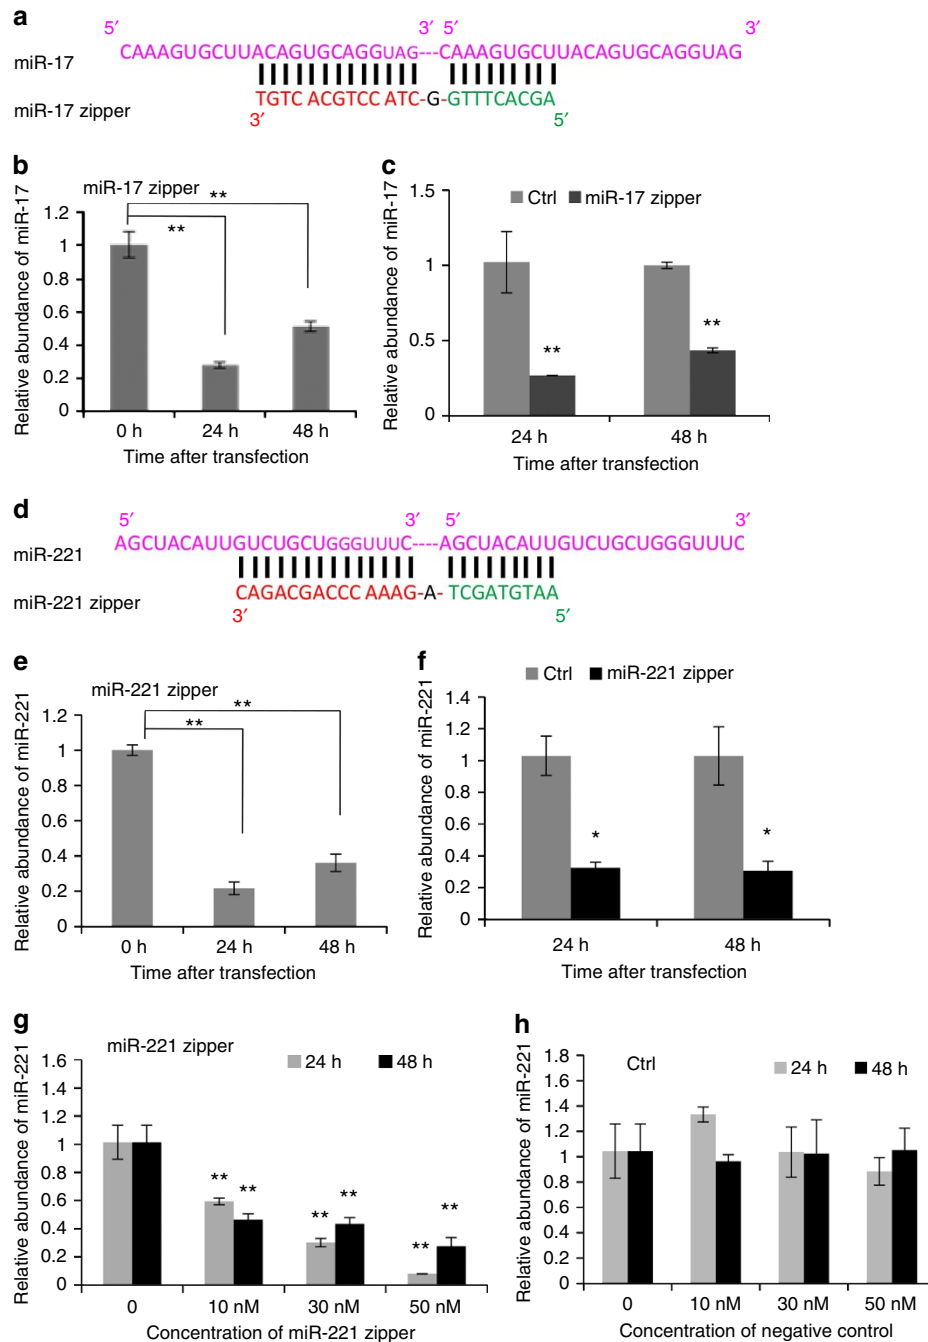 a
5′ 3′ 5′ 3′
miR-17 CAAAGUGCUUACAGUGCAGGUAG---CAAAGUGCUUACAGUGCAGGUAG
miR-17 zipper TGTC ACGTCC ATC-G-GTTTCACGA
3′ 5′
b
miR-17 zipper
** **
Relative abundance of miR-17
1.2
1
0.8
0.6
0.4
0.2
0
0 h 24 h 48 h
Time after transfection
c
Ctrl miR-17 zipper
Relative abundance of miR-17
1.5
1
0.5
0
** **
24 h 48 h
Time after transfection
d
5′ 3′ 5′ 3′
miR-221 AGCUACAUUGUCUGCUGGGUUUC----AGCUACAUUGUCUGCUGGGUUUC
miR-221 zipper CAGACGACCC AAAG-A- TCGATGTAA
3′ 5′
e
miR-221 zipper
** **
Relative abundance of miR-221
1.2
1
0.8
0.6
0.4
0.2
0
0 h 24 h 48 h
Time after transfection
f
Ctrl miR-221 zipper
Relative abundance of miR-221
1.4
1.2
1
0.8
0.6
0.4
0.2
0
* *
24 h 48 h
Time after transfection
g
miR-221 zipper
24 h 48 h
Relative abundance of miR-221
1.6
1.4
1.2
1
0.8
0.6
0.4
0.2
0
** ** ** ** ** **
0 10 nM 30 nM 50 nM
Concentration of miR-221 zipper
h
Ctrl
24 h 48 h
Relative abundance of miR-221
1.8
1.6
1.4
1.2
1
0.8
0.6
0.4
0.2
0
0 10 nM 30 nM 50 nM
Concentration of negative control